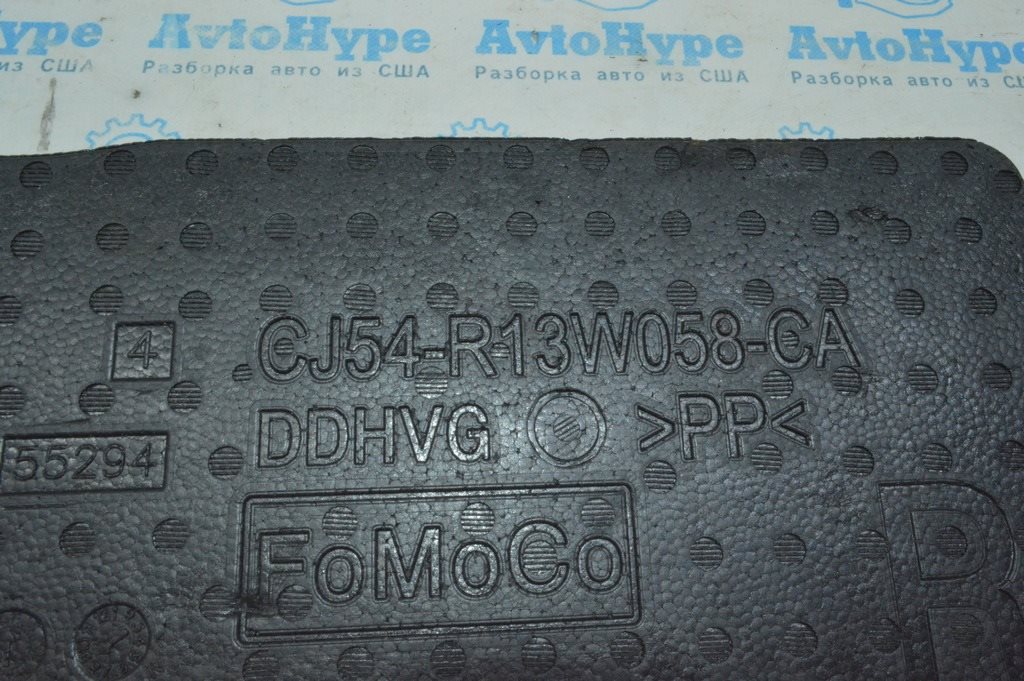 AvtoHype AvtoHype AvtoHype
Разборка авто из США Разборка авто из США Разборка авто из США
4 CJ54-R13W058-CA
DDHVG >PP<
55294
FoMoCo